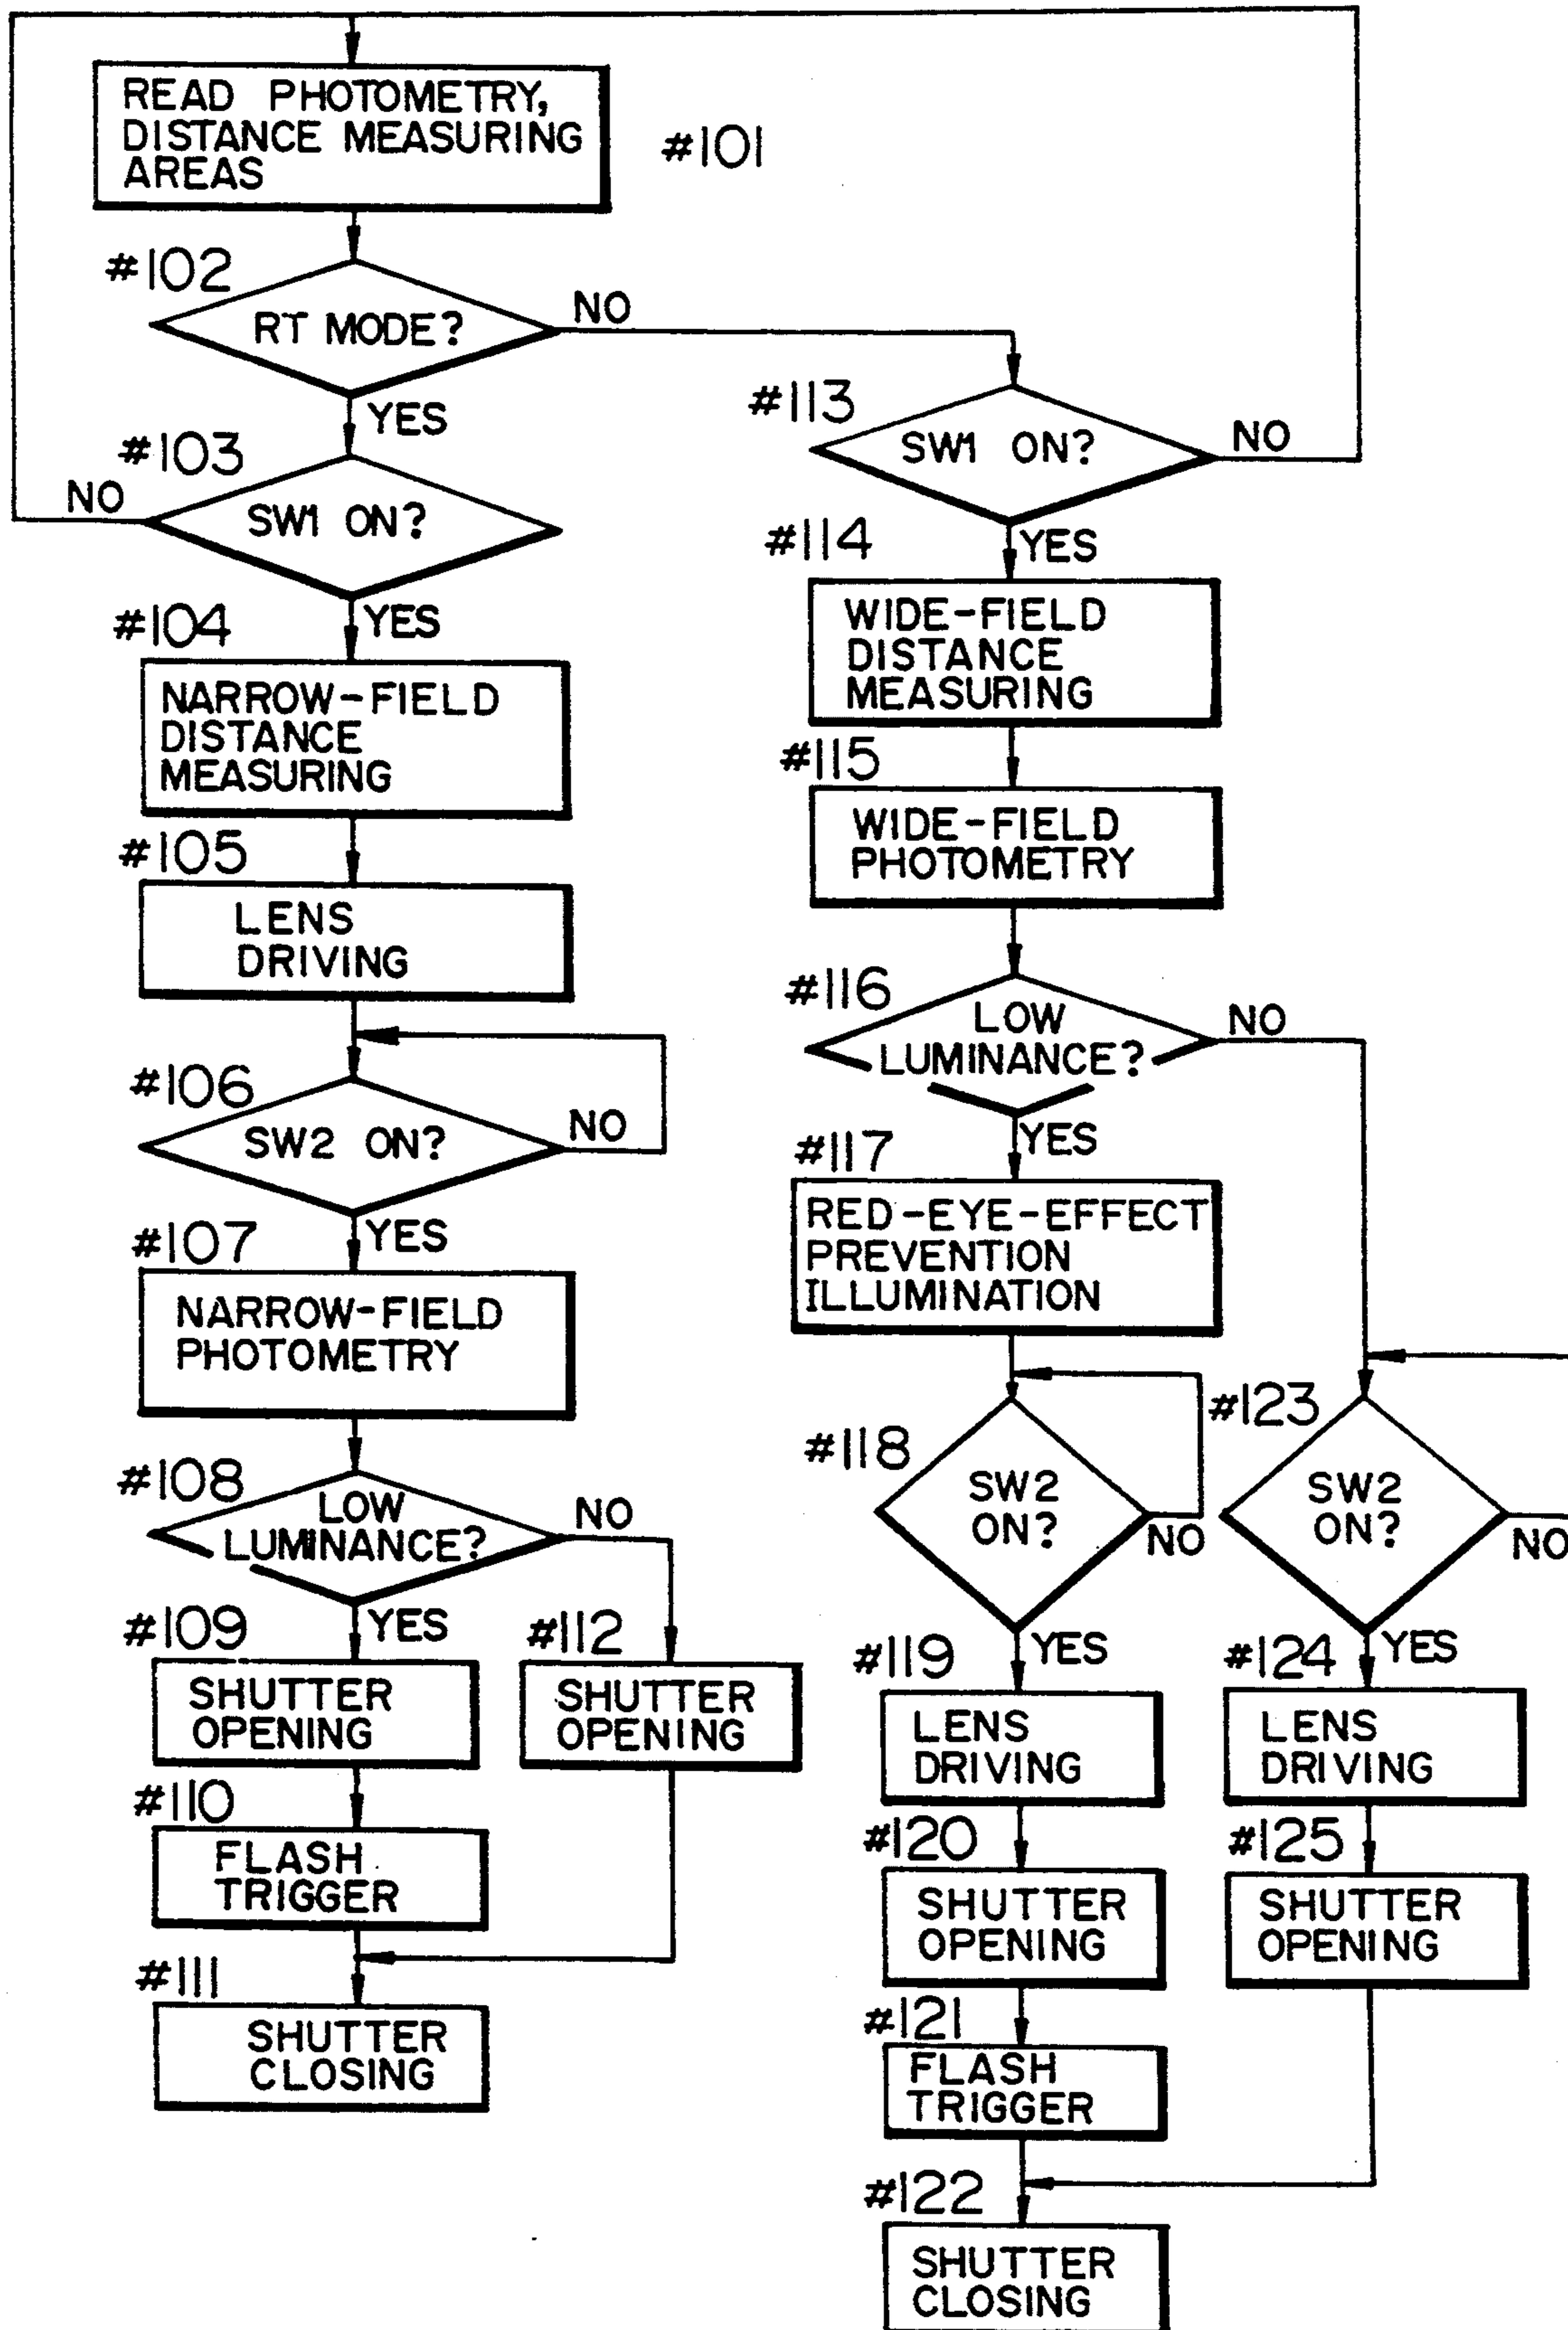 READ PHOTOMETRY,
DISTANCE MEASURING
AREAS
#101
#102
RT MODE?
NO
YES
#103
SW1 ON?
NO
YES
#104
NARROW-FIELD
DISTANCE
MEASURING
#105
LENS
DRIVING
#106
SW2 ON?
NO
YES
#107
NARROW-FIELD
PHOTOMETRY
#108
LOW
LUMINANCE?
NO
YES
#109
SHUTTER
OPENING
#112
SHUTTER
OPENING
#110
FLASH
TRIGGER
#111
SHUTTER
CLOSING
#113
SW1 ON?
NO
YES
#114
WIDE-FIELD
DISTANCE
MEASURING
#115
WIDE-FIELD
PHOTOMETRY
#116
LOW
LUMINANCE?
NO
YES
#117
RED-EYE-EFFECT
PREVENTION
ILLUMINATION
#118
SW2
ON?
NO
YES
#119
LENS
DRIVING
#120
SHUTTER
OPENING
#121
FLASH
TRIGGER
#122
SHUTTER
CLOSING
#123
SW2
ON?
NO
YES
#124
LENS
DRIVING
#125
SHUTTER
OPENING